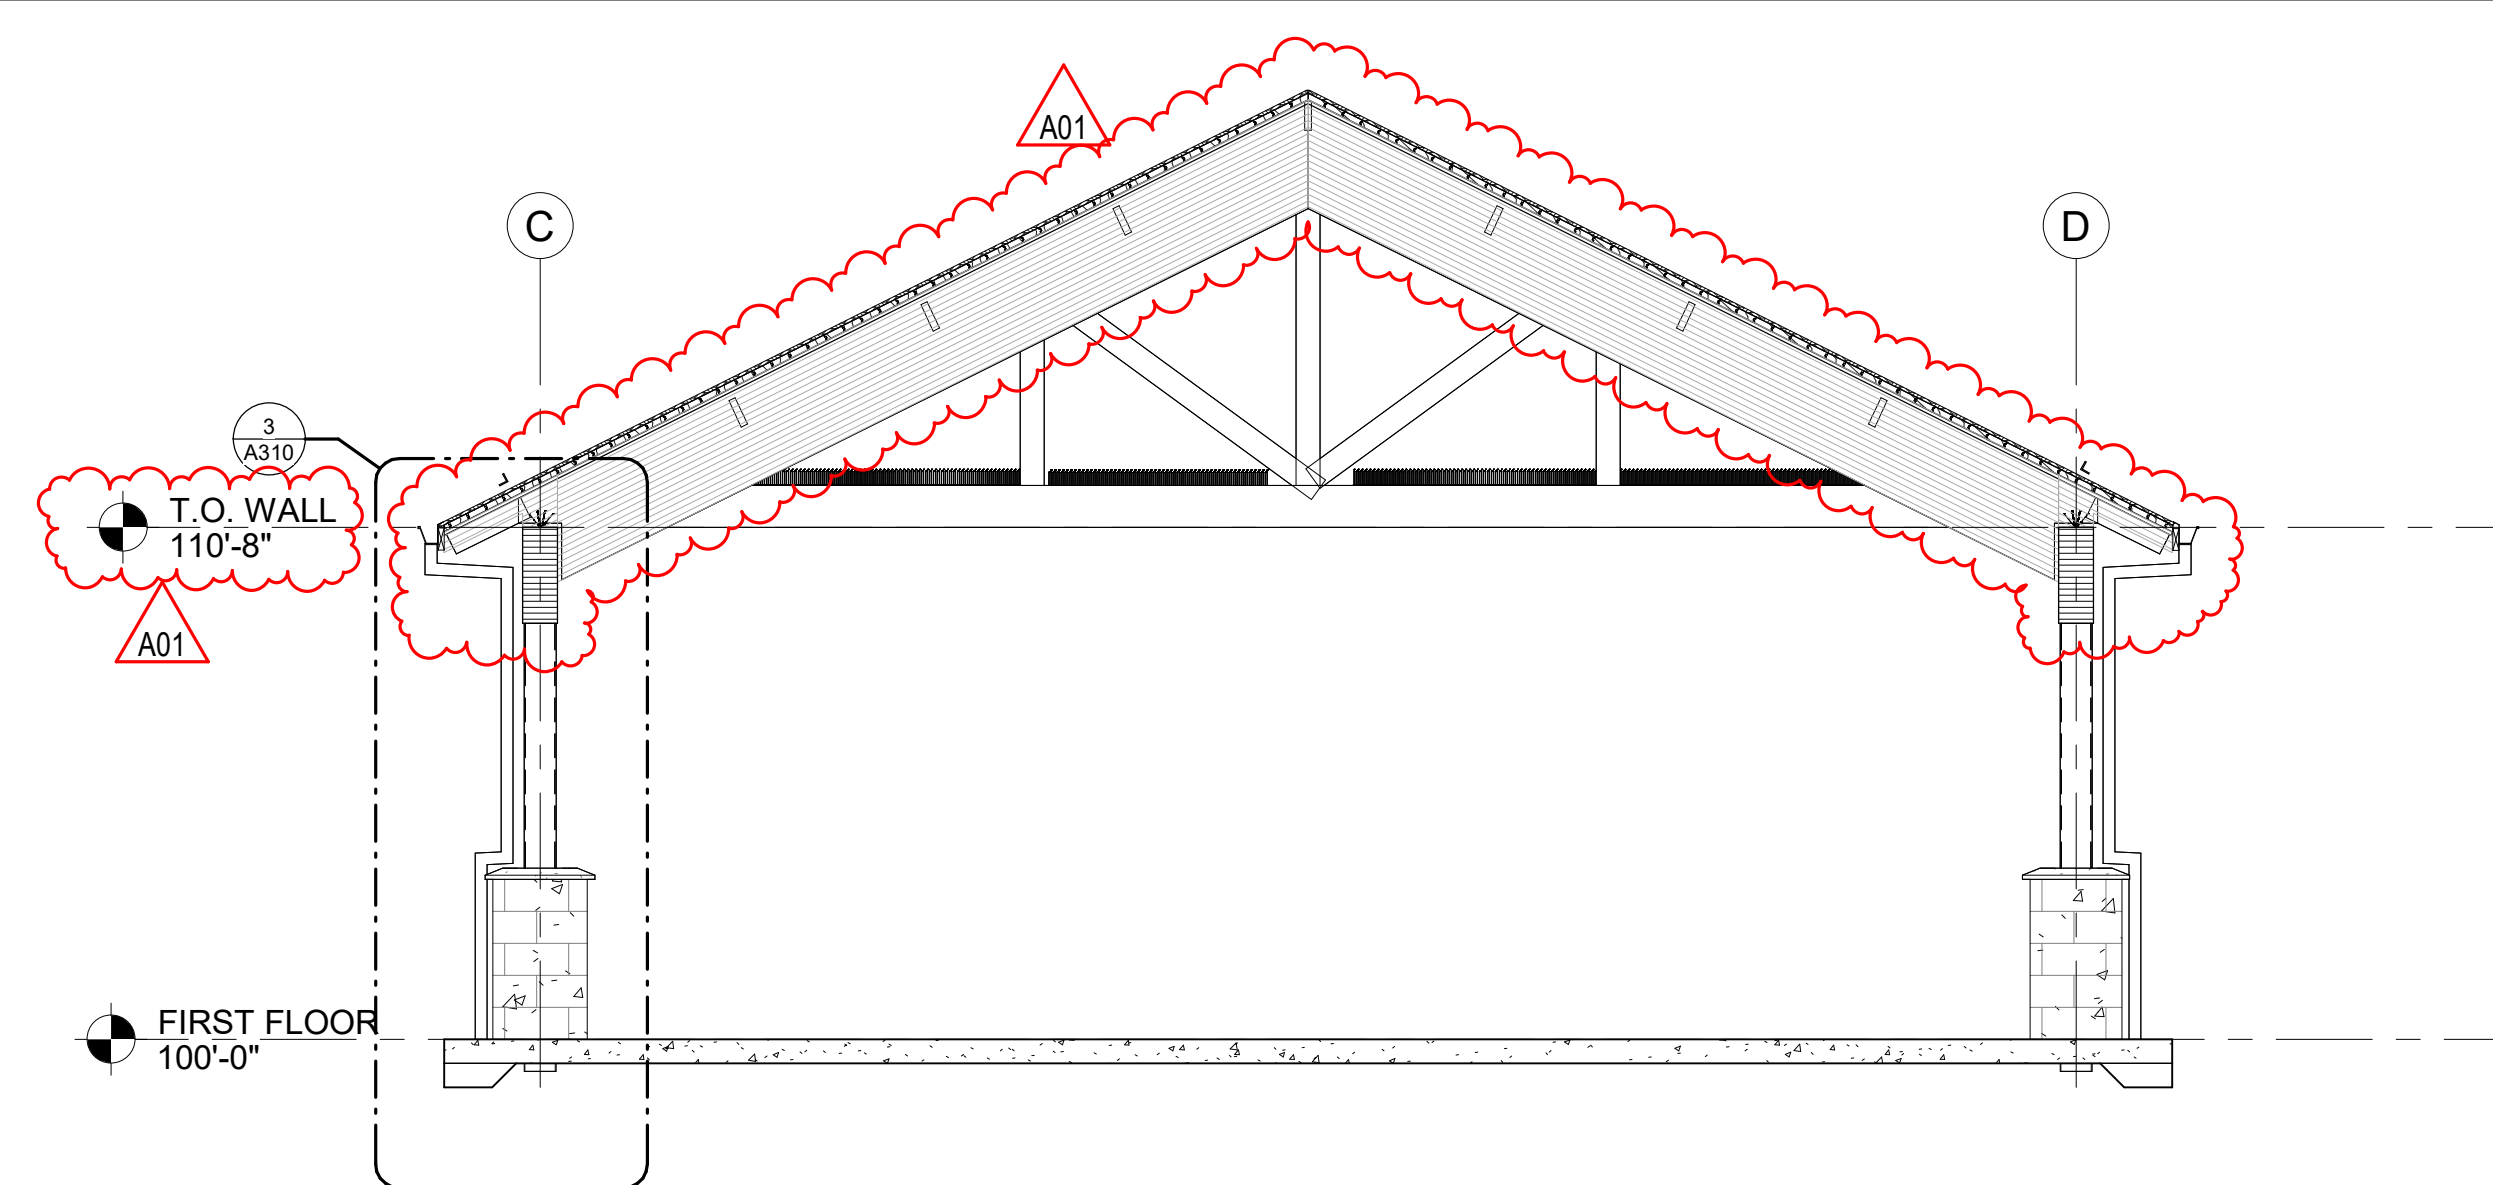 A01
C
D
3
A310
T.O. WALL
110'-8"
A01
FIRST FLOOR
100'-0"